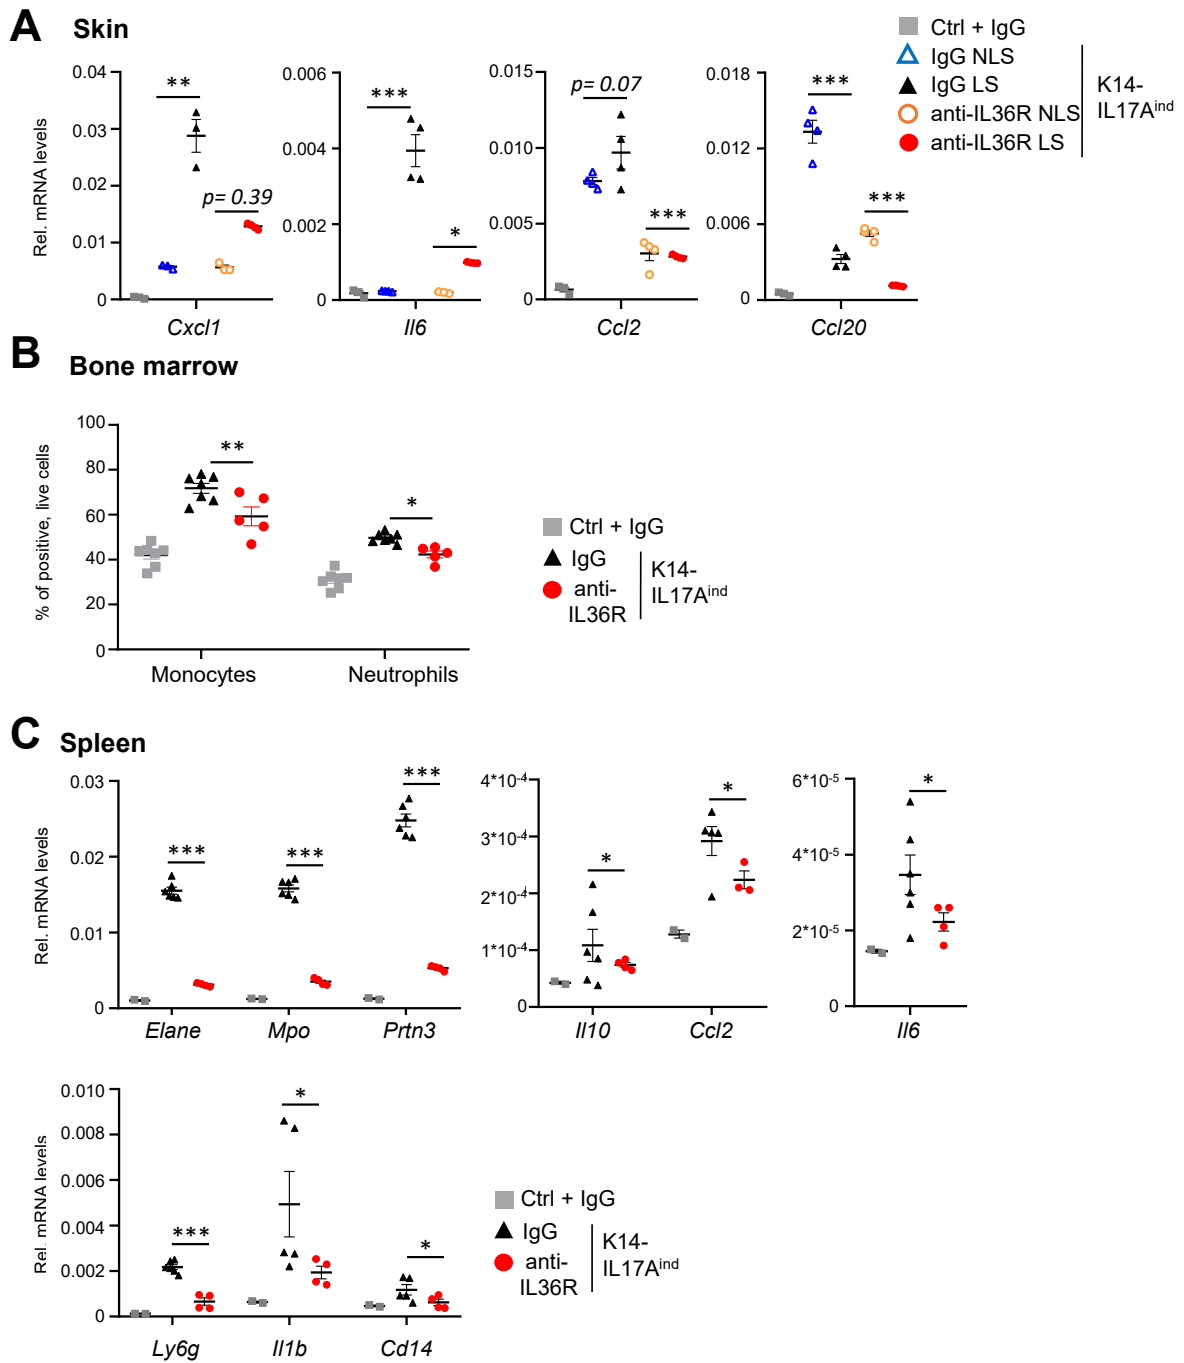 A Skin
Ctrl + IgG
IgG NLS
IgG LS
anti-IL36R NLS
anti-IL36R LS
K14-
IL17A^ind
Rel. mRNA levels
0.04
0.03
0.02
0.01
0
**
p= 0.39
Cxcl1
0.006
0.004
0.002
0
***
*
Il6
0.015
0.010
0.005
0
p= 0.07
***
Ccl2
0.018
0.012
0.006
0
***
***
Ccl20
B Bone marrow
% of positive, live cells
100
80
60
40
20
0
**
*
Monocytes
Neutrophils
Ctrl + IgG
IgG
anti-
IL36R
K14-
IL17A^ind
C Spleen
Rel. mRNA levels
0.03
0.02
0.01
0
***
***
***
Elane
Mpo
Prtn3
4*10^-4
3*10^-4
2*10^-4
1*10^-4
0
*
*
Il10
Ccl2
6*10^-5
4*10^-5
2*10^-5
0
*
Il6
Rel. mRNA levels
0.010
0.008
0.006
0.004
0.002
0
***
*
*
Ly6g
Il1b
Cd14
Ctrl + IgG
IgG
anti-
IL36R
K14-
IL17A^ind